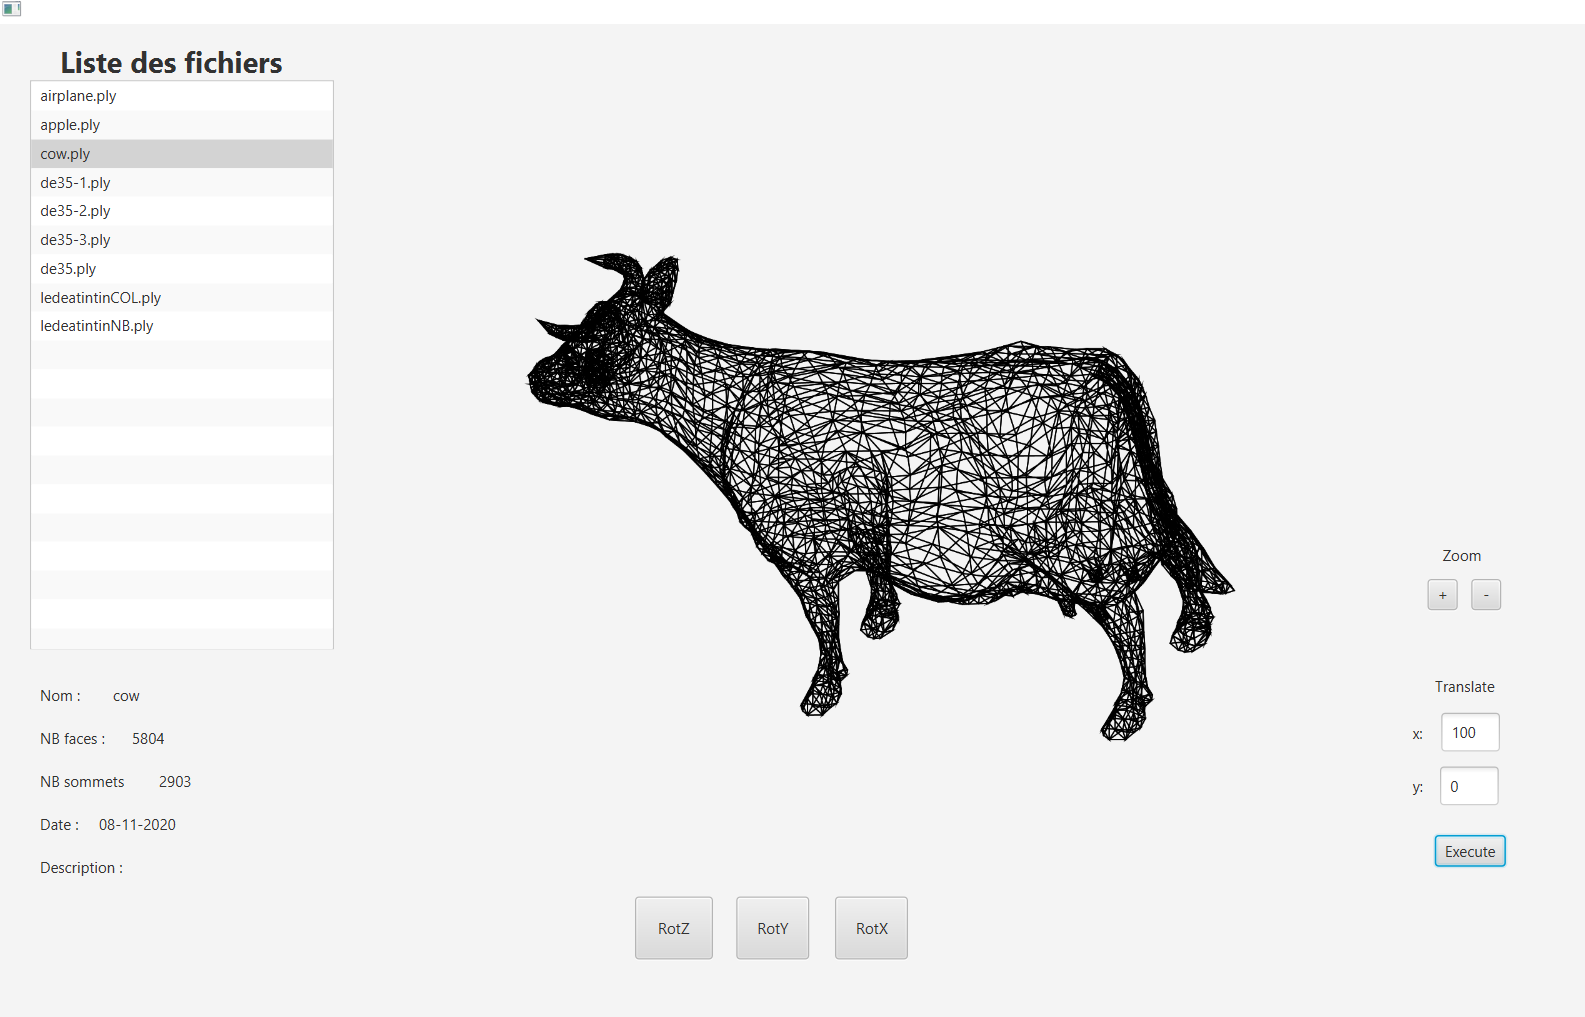 Liste des fichiers
airplane.ply
apple.ply
cow.ply
de35-1.ply
de35-2.ply
de35-3.ply
de35.ply
ledeatintinCOL.ply
ledeatintinNB.ply
Nom : cow
NB faces : 5804
NB sommets 2903
Date : 08-11-2020
Description :
Zoom
+ -
Translate
x: 100
y: 0
Execute
RotZ RotY RotX